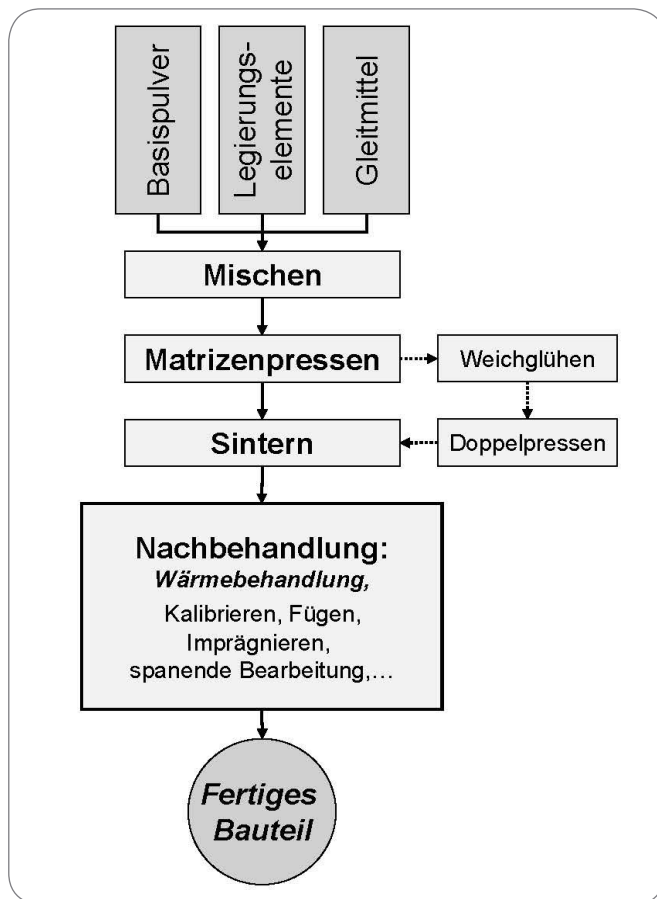 Basispulver
Legierungs-
elemente
Gleitmittel
Mischen
Matrizenpressen
Weichglühen
Sintern
Doppelpressen
Nachbehandlung:
Wärmebehandlung,
Kalibrieren, Fügen,
Imprägnieren,
spanende Bearbeitung,...
Fertiges
Bauteil